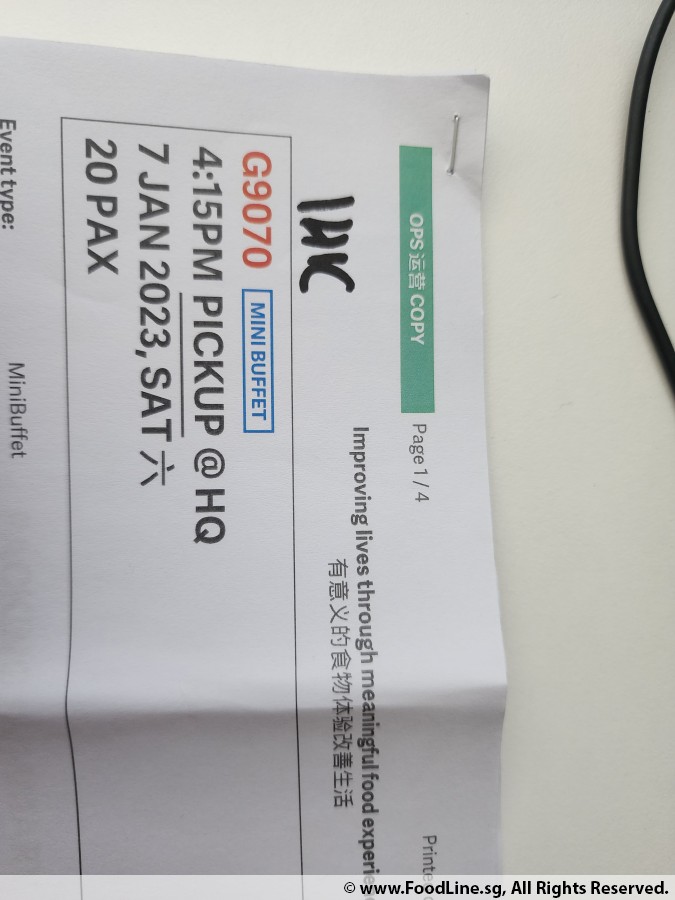 OPS 运营 COPY
Page 1 / 4
Improving lives through meaningful food
有意义的食物体验改善生活
G9070 MINI BUFFET
4:15PM PICKUP @ HQ
7 JAN 2023, SAT 六
20 PAX
Event type: MiniBuffet
© www.FoodLine.sg, All Rights Reserved.